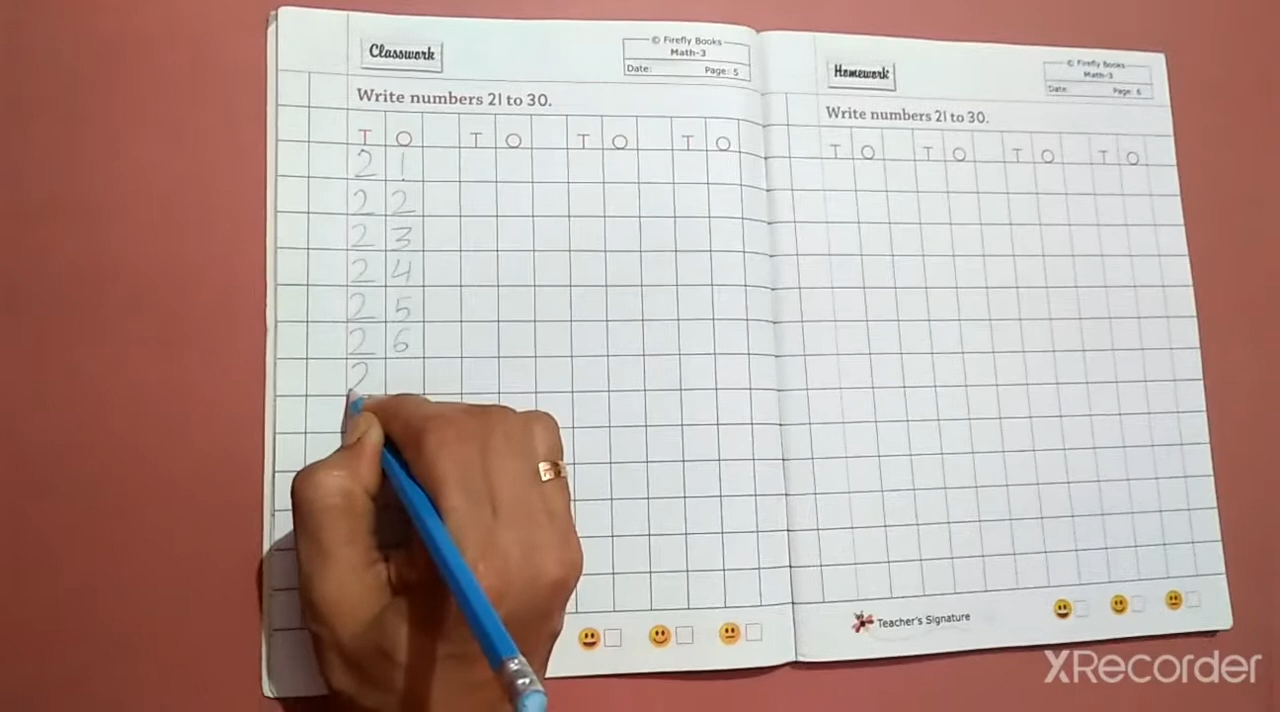 Classwork
© Firefly Books
Math-3
Date: Page: 5
Write numbers 21 to 30.
T O T O T O T O
2 1
2 2
2 3
2 4
2 5
2 6
2
Homework
© Firefly Books
Math-3
Date: Page: 6
Write numbers 21 to 30.
T O T O T O T O
Teacher's Signature
XRecorder